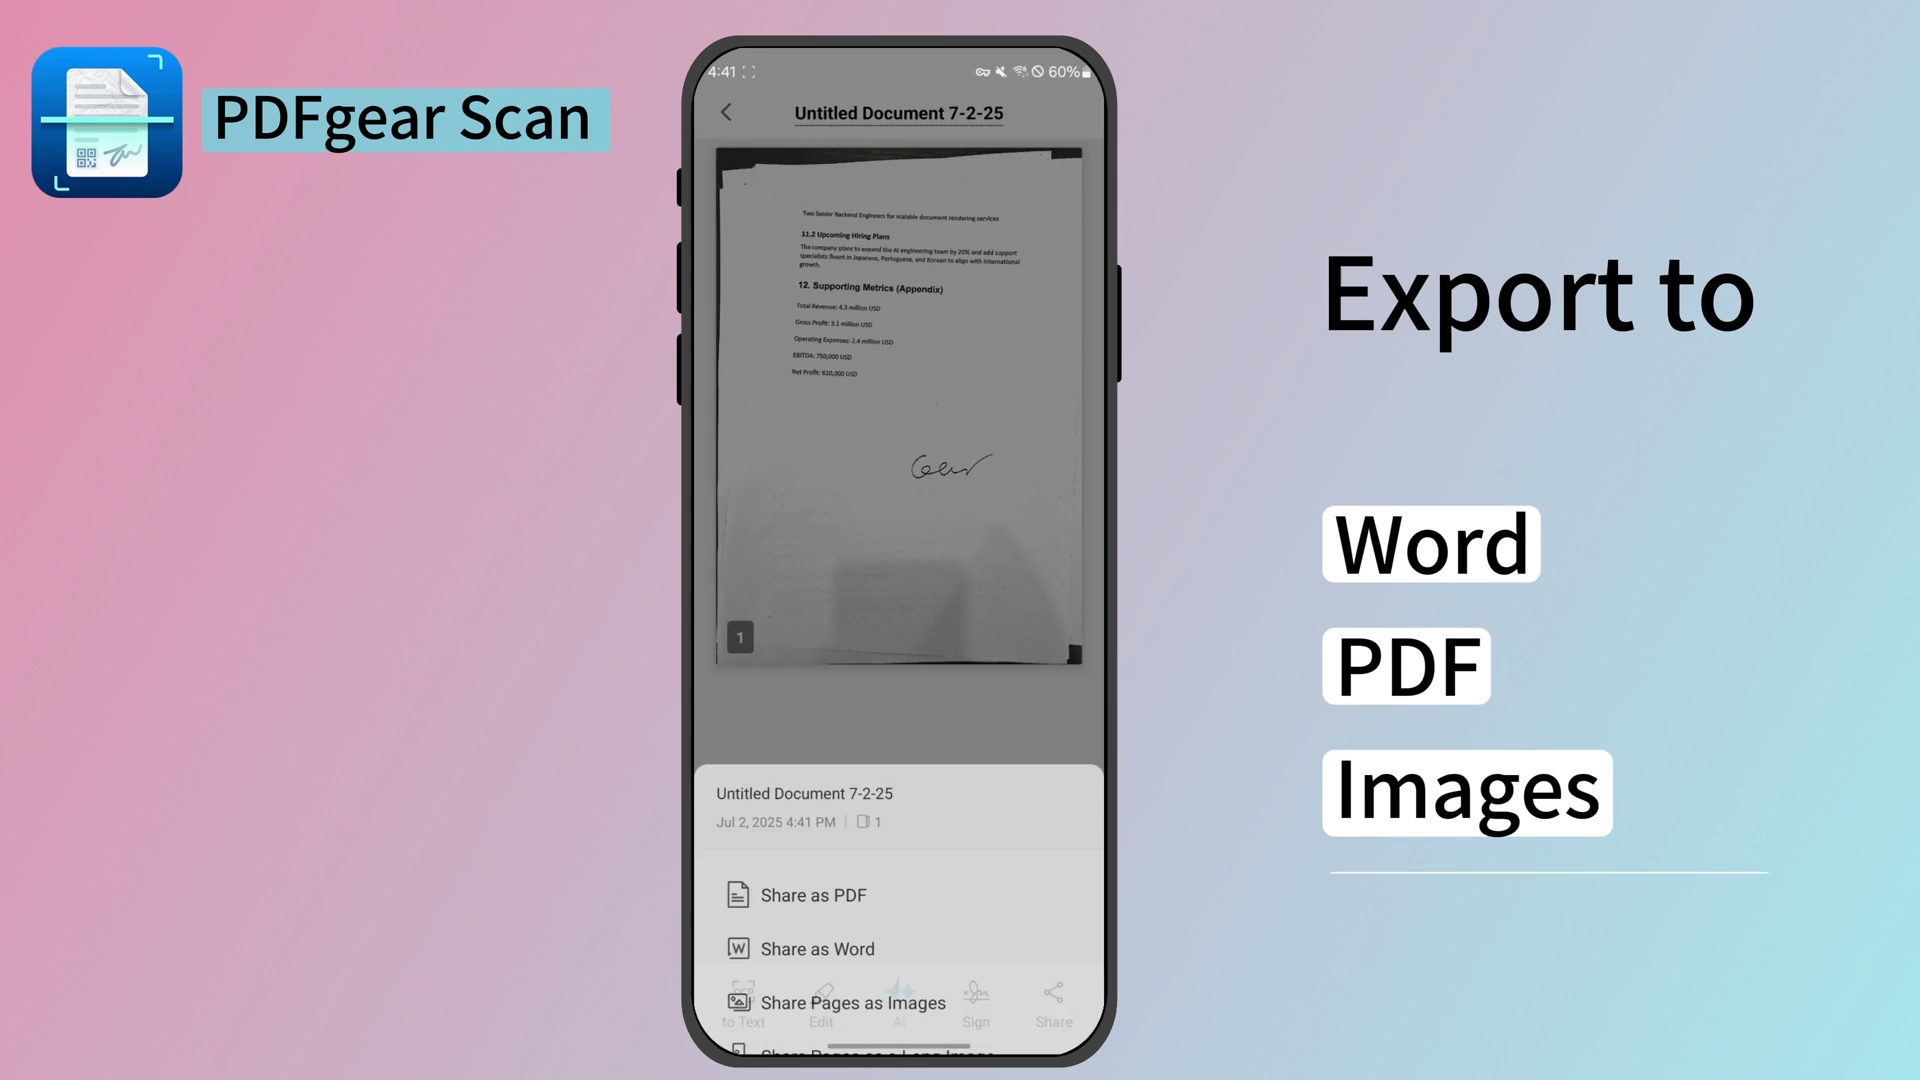 PDFgear Scan
4:41
60%
Untitled Document 7-2-25
Two Senior Backend Engineers for scalable document rendering services
11.2 Upcoming Hiring Plans
The company plans to expand the AI engineering team by 20% and add support
specialists fluent in Japanese, Portuguese, and Korean to align with international
growth.
12. Supporting Metrics (Appendix)
Total Revenue: 4.3 million USD
Gross Profit: 3.1 million USD
Operating Expenses: 2.4 million USD
EBITDA: 750,000 USD
Net Profit: 610,000 USD
1
Untitled Document 7-2-25
Jul 2, 2025 4:41 PM
1
Share as PDF
Share as Word
Share Pages as Images
to Text
Edit
AI
Sign
Share
Share Pages as a Long Image
Export to
Word
PDF
Images